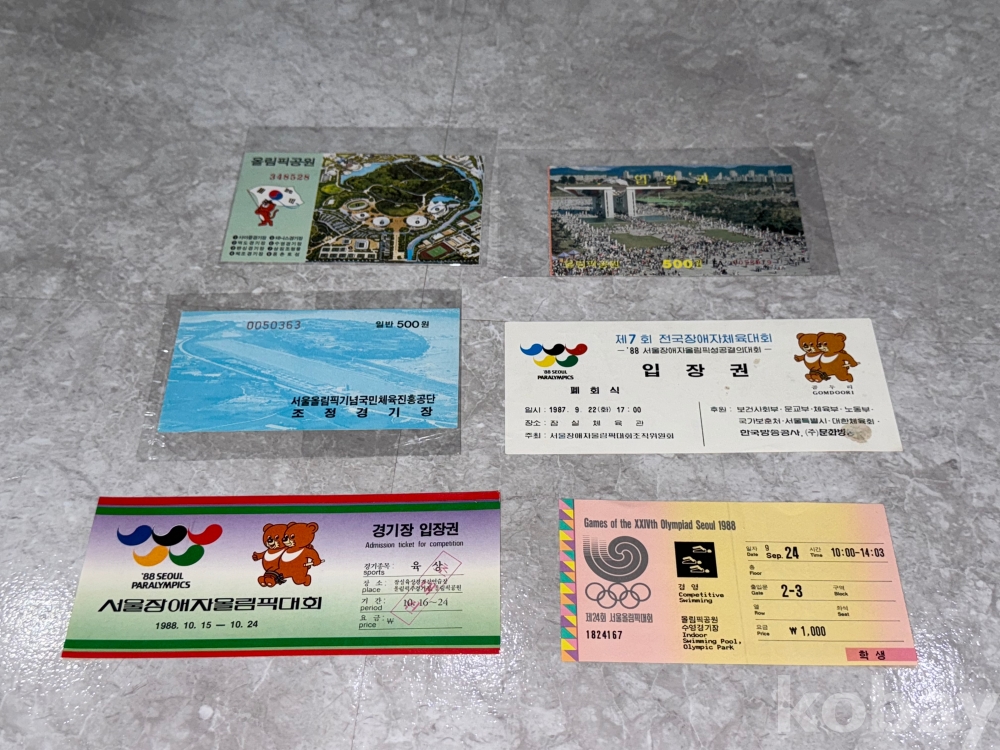 올림픽공원
348528
입장권
올림픽공원
500원
0050363
일반 500원
서울올림픽기념국민체육진흥공단
조정경기장
제7회 전국장애자체육대회
-'88 서울장애자올림픽성공결의대회-
입장권
폐회식
'88 SEOUL
PARALYMPICS
곰두리
GOMDOORI
일시: 1987. 9. 22(화) 17:00
장소: 잠실체육관
주최: 서울장애자올림픽대회조직위원회
후원: 보건사회부·문교부·체육부·노동부·
국가보훈처·서울특별시·대한체육회·
한국방송공사, (주)문화방
'88 SEOUL
PARALYMPICS
서울장애자올림픽대회
1988. 10. 15 — 10. 24
경기장 입장권
Admission ticket for competition
경기종목:
sports
육상
장소:
place
기간:
period
10. 16~24
요금:
price: ₩
Games of the XXIVth Olympiad Seoul 1988
제24회 서울올림픽대회
1824167
경영
Competitive
Swimming
올림픽공원
수영경기장
Indoor
Swimming Pool,
Olympic Park
일자
Date
9
Sep. 24
시간
Time
10:00-14:03
층
Floor
출입문
Gate
2-3
구역
Block
열
Row
좌석
Seat
요금
Price
₩1,000
학생
kobay